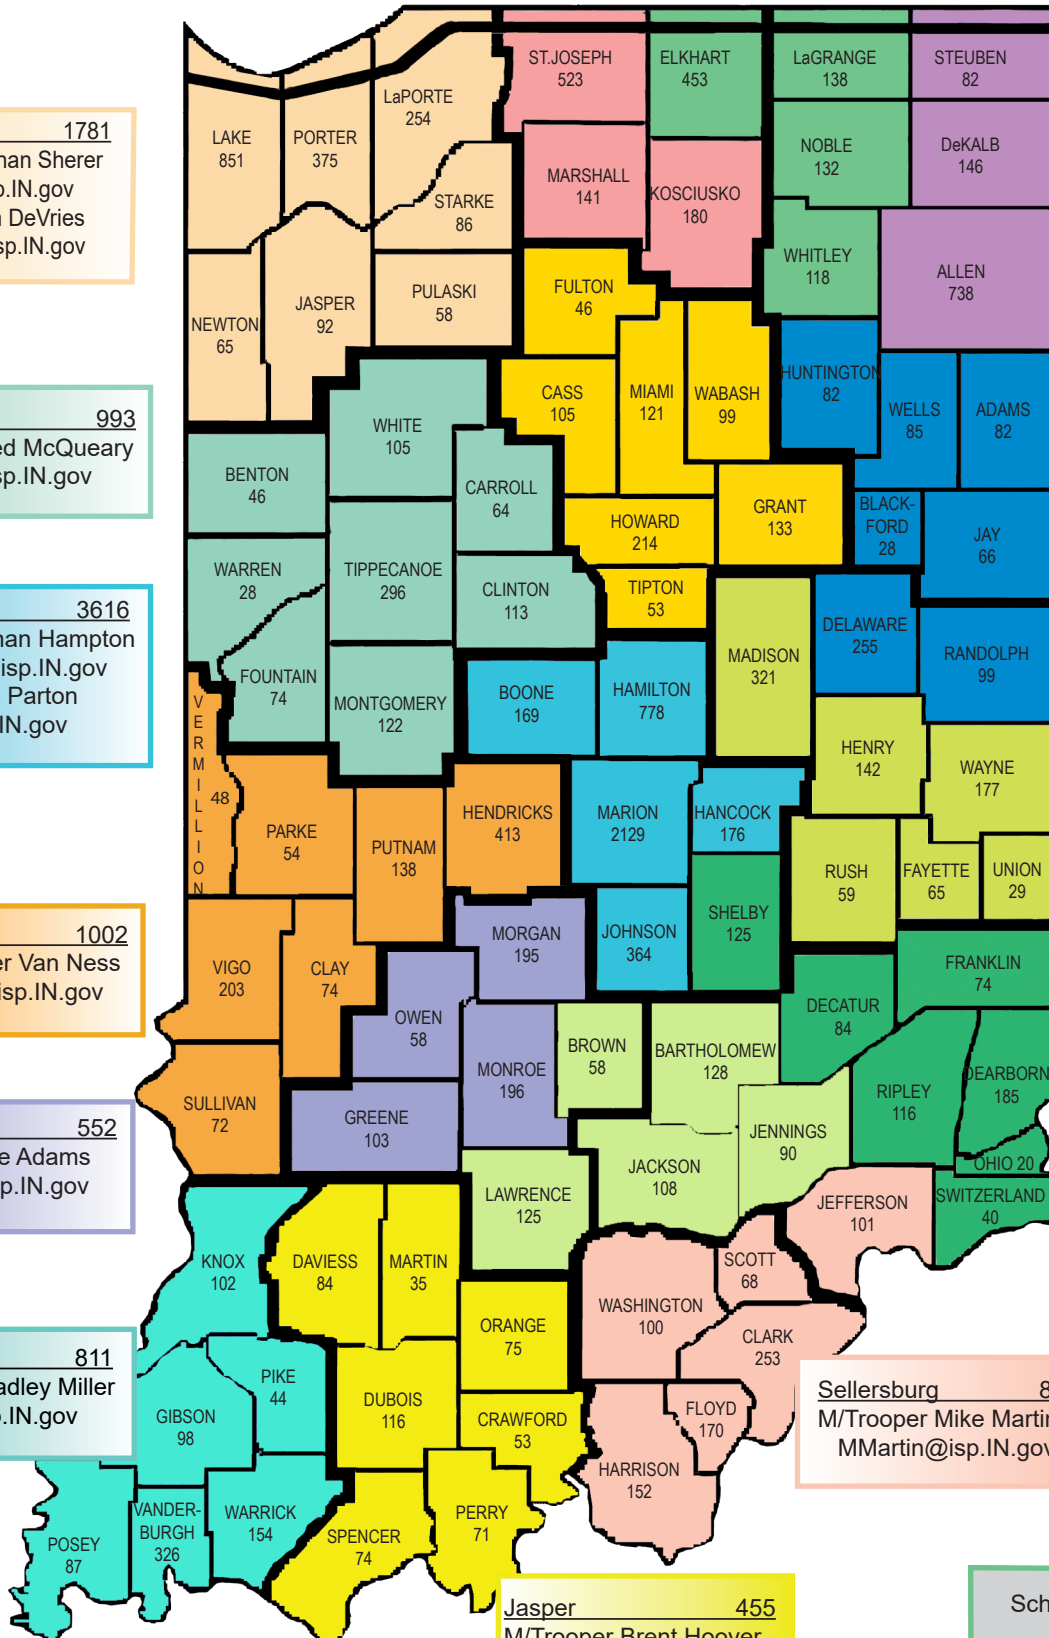 ST.JOSEPH
523
ELKHART
453
LaGRANGE
138
STEUBEN
82
LaPORTE
254
LAKE
851
PORTER
375
NOBLE
132
DeKALB
146
MARSHALL
141
KOSCIUSKO
180
STARKE
86
WHITLEY
118
ALLEN
738
1781
Sherer
.IN.gov
DeVries
sp.IN.gov
NEWTON
65
JASPER
92
PULASKI
58
FULTON
46
CASS
105
MIAMI
121
WABASH
99
HUNTINGTON
82
WELLS
85
ADAMS
82
993
ed McQueary
sp.IN.gov
WHITE
105
BENTON
46
CARROLL
64
HOWARD
214
GRANT
133
BLACK-
FORD
28
JAY
66
WARREN
28
TIPPECANOE
296
CLINTON
113
TIPTON
53
3616
Hampton
isp.IN.gov
Parton
IN.gov
MADISON
321
DELAWARE
255
RANDOLPH
99
FOUNTAIN
74
MONTGOMERY
122
BOONE
169
HAMILTON
778
HENRY
142
WAYNE
177
VERMILLION
48
PARKE
54
PUTNAM
138
HENDRICKS
413
MARION
2129
HANCOCK
176
RUSH
59
FAYETTE
65
UNION
29
1002
er Van Ness
isp.IN.gov
VIGO
203
CLAY
74
MORGAN
195
JOHNSON
364
SHELBY
125
FRANKLIN
74
DECATUR
84
OWEN
58
MONROE
196
BROWN
58
BARTHOLOMEW
128
RIPLEY
116
DEARBORN
185
552
e Adams
sp.IN.gov
SULLIVAN
72
GREENE
103
JENNINGS
90
JACKSON
108
OHIO 20
LAWRENCE
125
JEFFERSON
101
SWITZERLAND
40
KNOX
102
DAVIESS
84
MARTIN
35
SCOTT
68
ORANGE
75
WASHINGTON
100
CLARK
253
811
adley Miller
.IN.gov
PIKE
44
GIBSON
98
DUBOIS
116
CRAWFORD
53
FLOYD
170
HARRISON
152
Sellersburg 8
M/Trooper Mike Martin
MMartin@isp.IN.gov
POSEY
87
VANDER-
BURGH
326
WARRICK
154
SPENCER
74
PERRY
71
Jasper 455
M/Trooper Brent Hoover
Sch